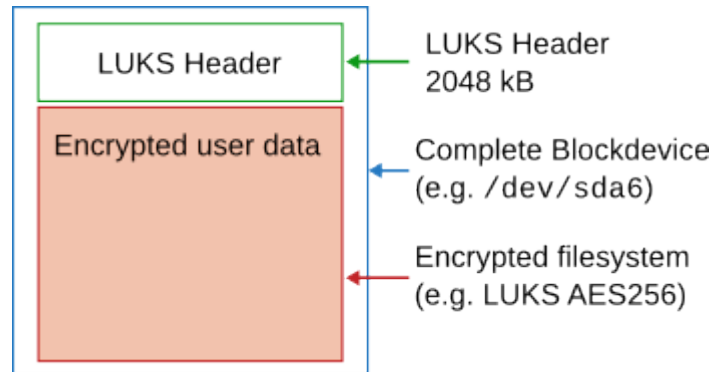 LUKS Header
Encrypted user data
LUKS Header
2048 kB
Complete Blockdevice
(e.g. /dev/sda6)
Encrypted filesystem
(e.g. LUKS AES256)